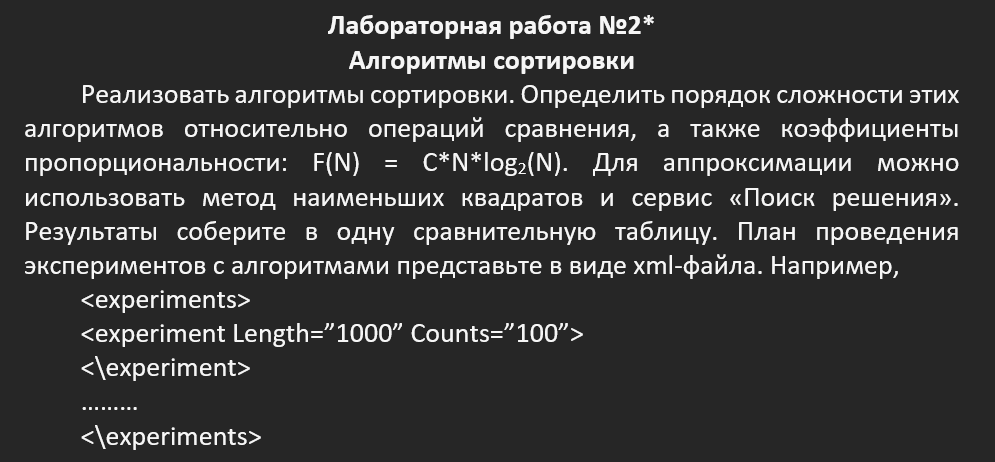 Лабораторная работа №2*
Алгоритмы сортировки
Реализовать алгоритмы сортировки. Определить порядок сложности этих
алгоритмов относительно операций сравнения, а также коэффициенты
пропорциональности: F(N) = C*N*log₂(N). Для аппроксимации можно
использовать метод наименьших квадратов и сервис «Поиск решения».
Результаты соберите в одну сравнительную таблицу. План проведения
экспериментов с алгоритмами представьте в виде xml-файла. Например,
<experiments>
<experiment Length=”1000” Counts=”100”>
<\experiment>
………
<\experiments>